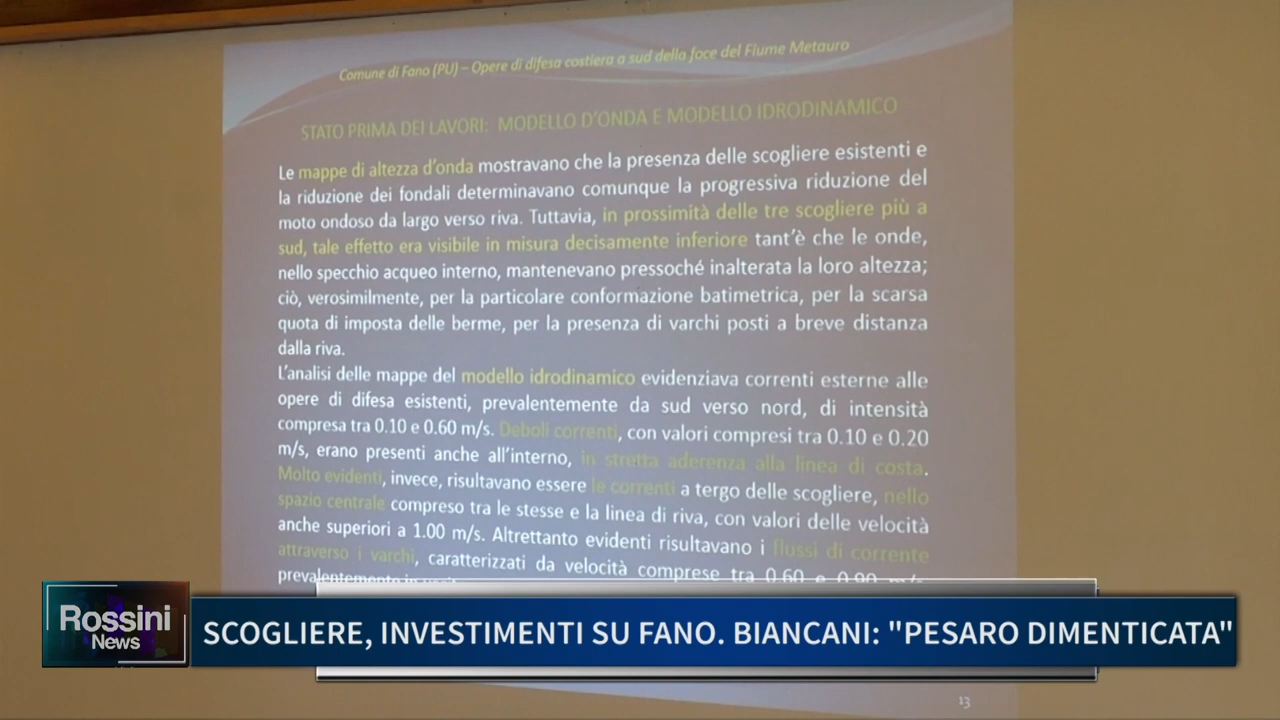 Comune di Fano (PU) – Opere di difesa costiera a sud della foce del Fiume Metauro
STATO PRIMA DEI LAVORI: MODELLO D'ONDA E MODELLO IDRODINAMICO
Le mappe di altezza d'onda mostravano che la presenza delle scogliere esistenti e
la riduzione dei fondali determinavano comunque la progressiva riduzione del
moto ondoso da largo verso riva. Tuttavia, in prossimità delle tre scogliere più a
sud, tale effetto era visibile in misura decisamente inferiore tant'è che le onde,
nello specchio acqueo interno, mantenevano pressoché inalterata la loro altezza;
ciò, verosimilmente, per la particolare conformazione batimetrica, per la scarsa
quota di imposta delle berme, per la presenza di varchi posti a breve distanza
dalla riva.
L'analisi delle mappe del modello idrodinamico evidenziava correnti esterne alle
opere di difesa esistenti, prevalentemente da sud verso nord, di intensità
compresa tra 0.10 e 0.60 m/s. Deboli correnti, con valori compresi tra 0.10 e 0.20
m/s, erano presenti anche all'interno, in stretta aderenza alla linea di costa.
Molto evidenti, invece, risultavano essere le correnti a tergo delle scogliere, nello
spazio centrale compreso tra le stesse e la linea di riva, con valori delle velocità
anche superiori a 1.00 m/s. Altrettanto evidenti risultavano i flussi di corrente
attraverso i varchi, caratterizzati da velocità comprese tra 0.60 e 0.90 m/s,
prevalentemente in
Rossini
News
SCOGLIERE, INVESTIMENTI SU FANO. BIANCANI: "PESARO DIMENTICATA"
13